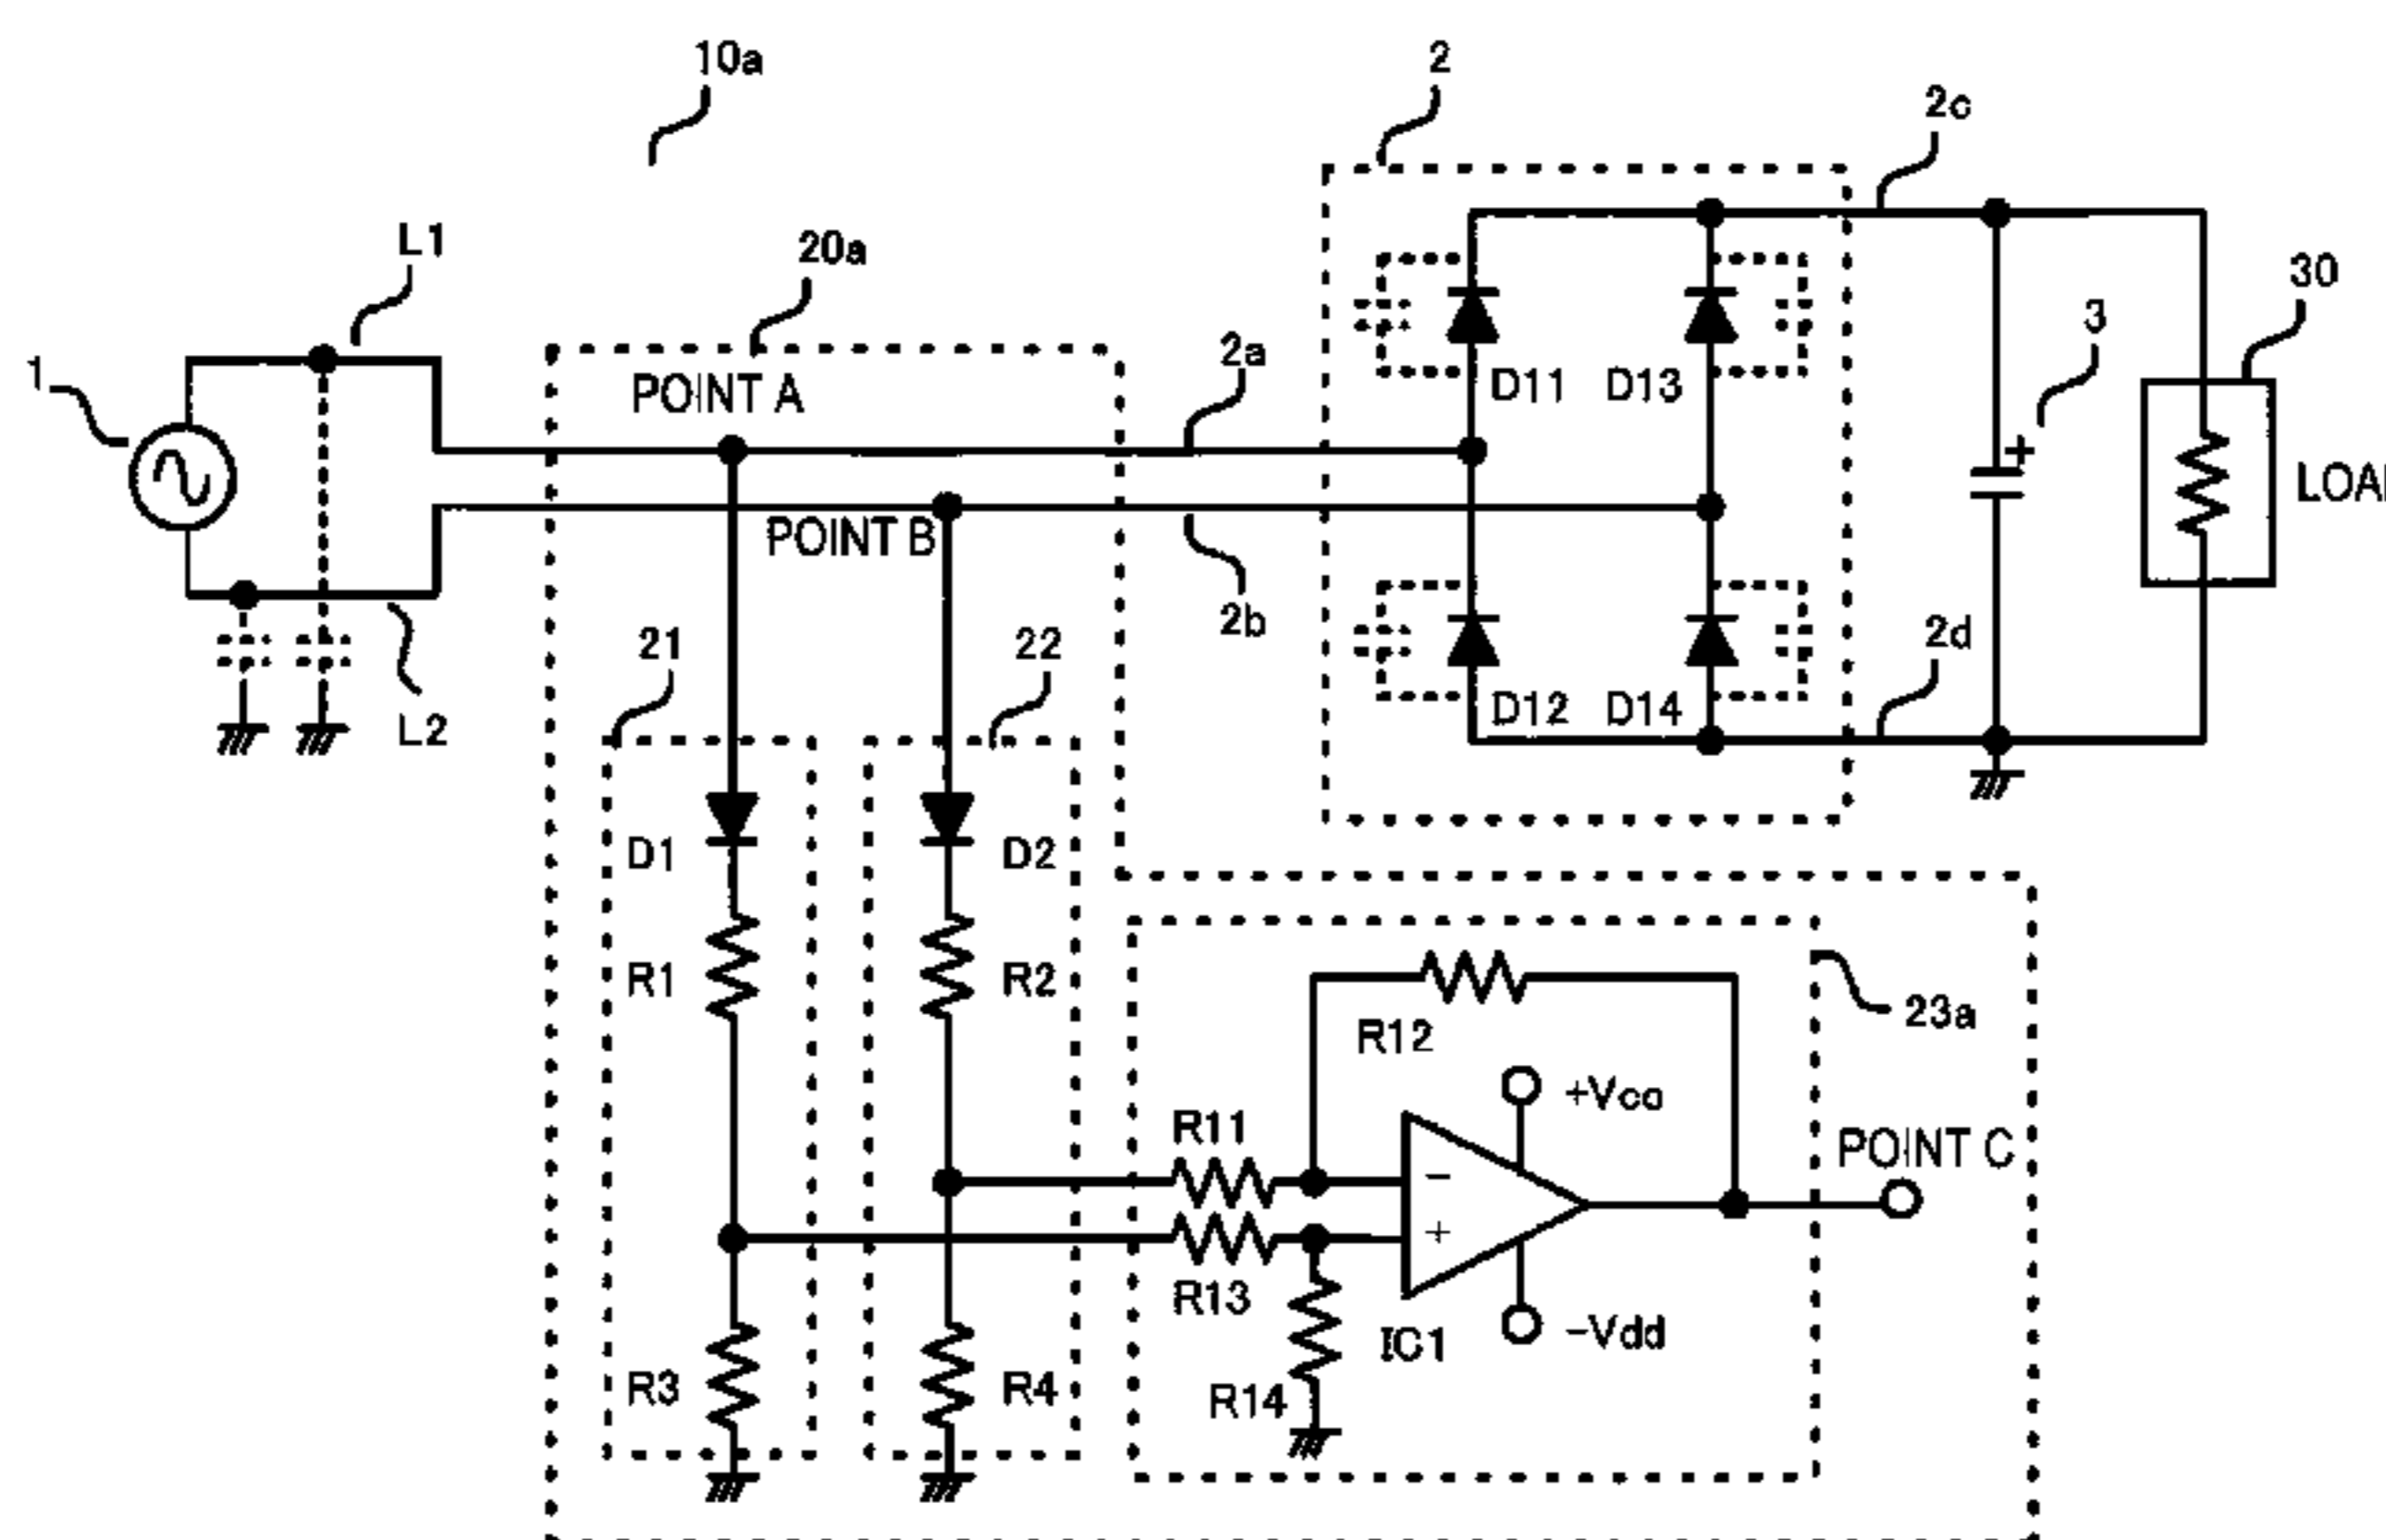 10a
2
2c
L1
20a
30
1
POINT A
2a
3
D11 D13
LOA
POINT B
2b
21
22
2d
L2
D12 D14
D1
D2
R1
R2
R12
23a
+Vcc
R11
POINT C
-
+
R13
IC1
-Vdd
R3
R4
R14
+